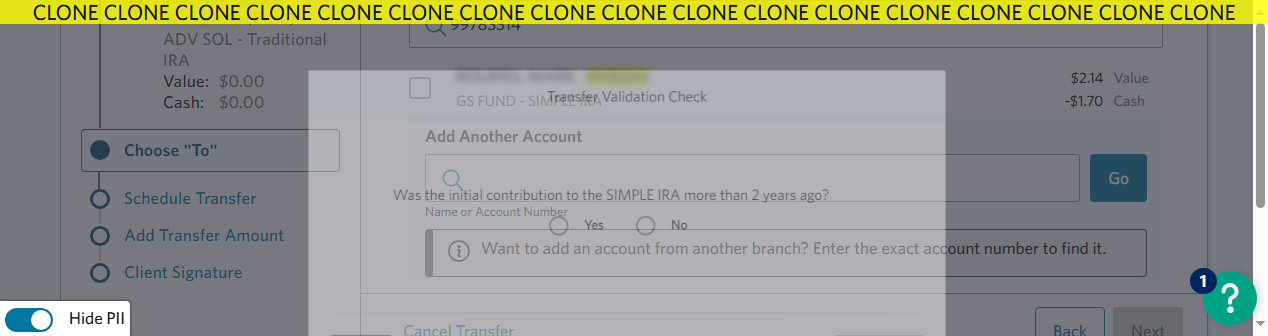 CLONE CLONE CLONE CLONE CLONE CLONE CLONE CLONE CLONE CLONE CLONE CLONE CLONE CLONE CLONE CLONE CLONE
ADV SOL - Traditional
IRA
Value: $0.00
Cash: $0.00
Choose "To"
Schedule Transfer
Add Transfer Amount
Client Signature
Hide PII
99783314
$2.14 Value
GS FUND - SIMPLE IRA
-$1.70 Cash
Transfer Validation Check
Add Another Account
Go
Was the initial contribution to the SIMPLE IRA more than 2 years ago?
Name or Account Number
Yes
No
Want to add an account from another branch? Enter the exact account number to find it.
Cancel Transfer
Back
Next
1
?